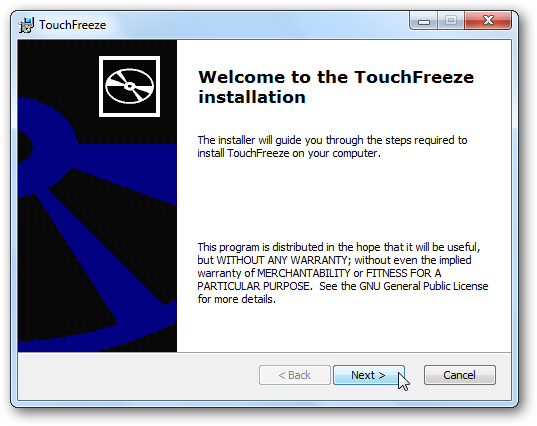 TouchFreeze
Welcome to the TouchFreeze
installation
The installer will guide you through the steps required to
install TouchFreeze on your computer.
This program is distributed in the hope that it will be useful,
but WITHOUT ANY WARRANTY; without even the implied
warranty of MERCHANTABILITY or FITNESS FOR A
PARTICULAR PURPOSE.  See the GNU General Public License
for more details.
< Back
Next >
Cancel